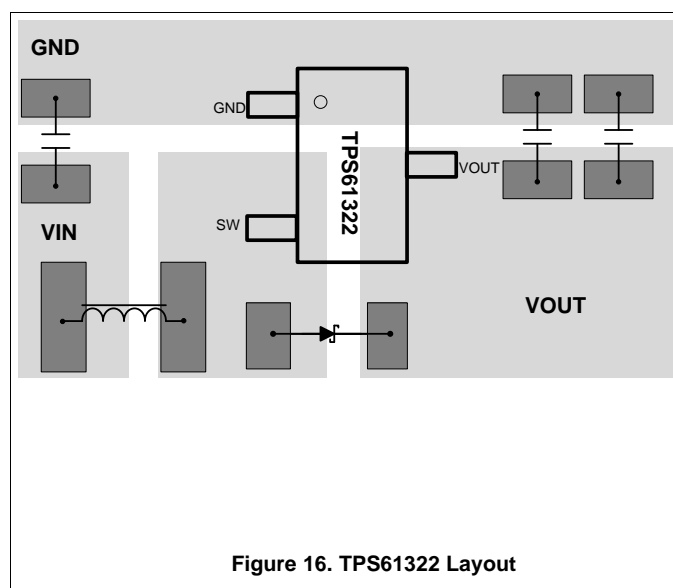 GND
GND
TPS61322
VOUT
SW
VIN
VOUT
Figure 16. TPS61322 Layout